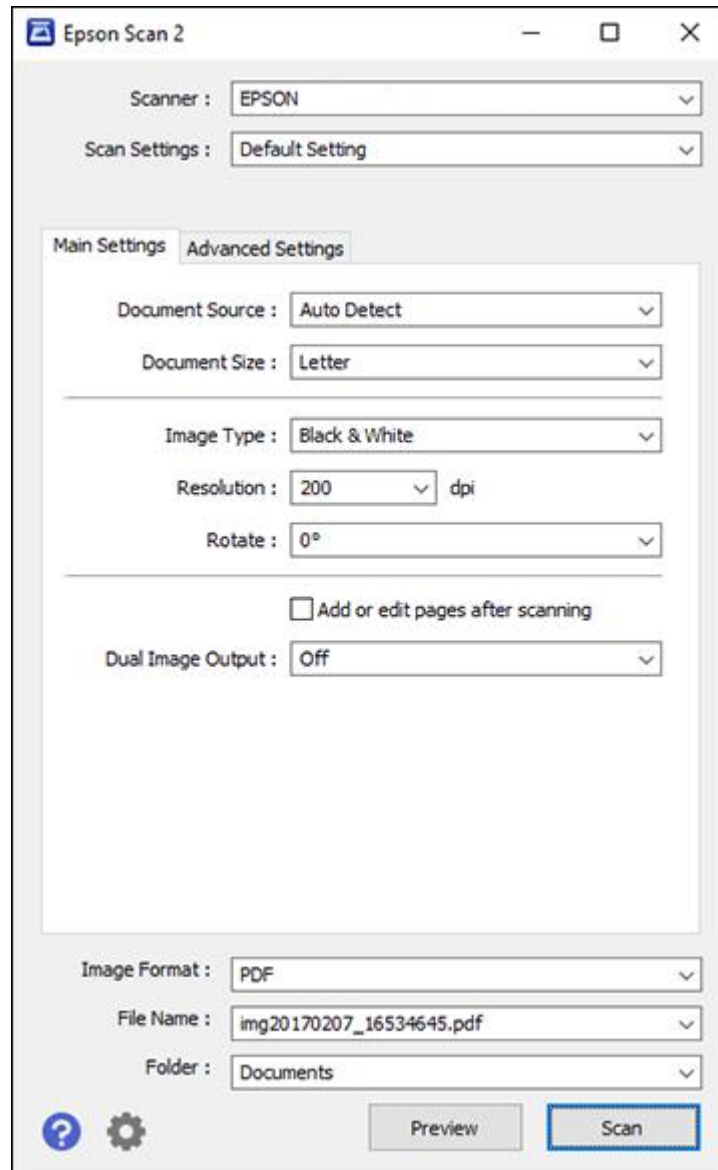 Epson Scan 2
Scanner : EPSON
Scan Settings : Default Setting
Main Settings Advanced Settings
Document Source : Auto Detect
Document Size : Letter
Image Type : Black & White
Resolution : 200 dpi
Rotate : 0°
Add or edit pages after scanning
Dual Image Output : Off
Image Format : PDF
File Name : img20170207_16534645.pdf
Folder : Documents
? Preview Scan